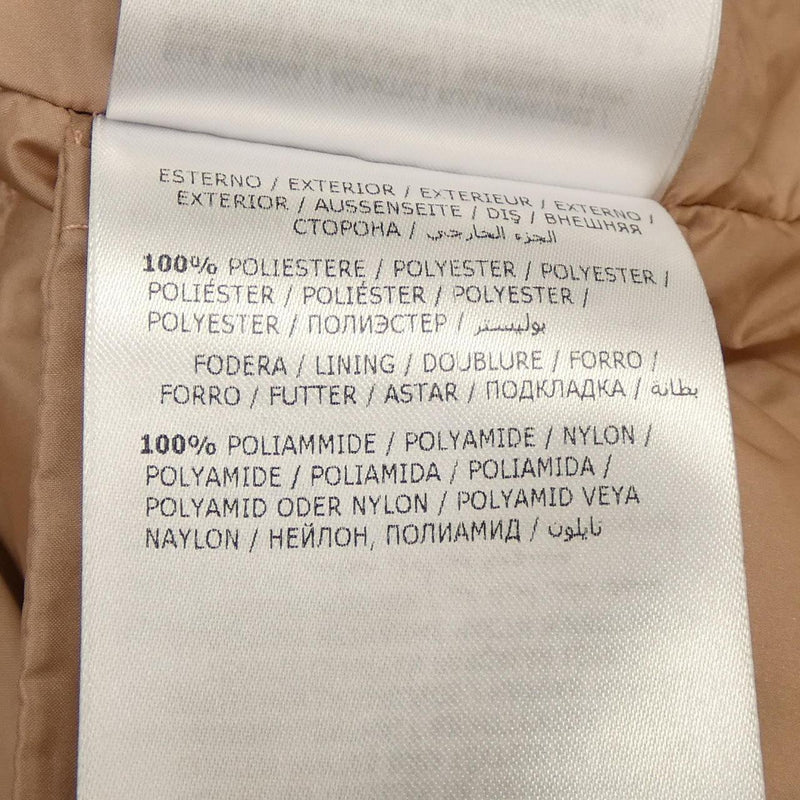 ESTERNO / EXTERIOR / EXTERIEUR / EXTERNO /
EXTERIOR / AUSSENSEITE / DIŞ / ВНЕШНЯЯ
СТОРОНА / الجزء الخارجي
100% POLIESTERE / POLYESTER / POLYESTER /
POLIÉSTER / POLIÉSTER / POLYESTER /
POLYESTER / ПОЛИЭСТЕР / بوليستر
FODERA / LINING / DOUBLURE / FORRO /
FORRO / FUTTER / ASTAR / ПОДКЛАДКА / بطانة
100% POLIAMMIDE / POLYAMIDE / NYLON /
POLYAMIDE / POLIAMIDA / POLIAMIDA /
POLYAMID ODER NYLON / POLYAMID VEYA
NAYLON / НЕЙЛОН, ПОЛИАМИД / نايلون